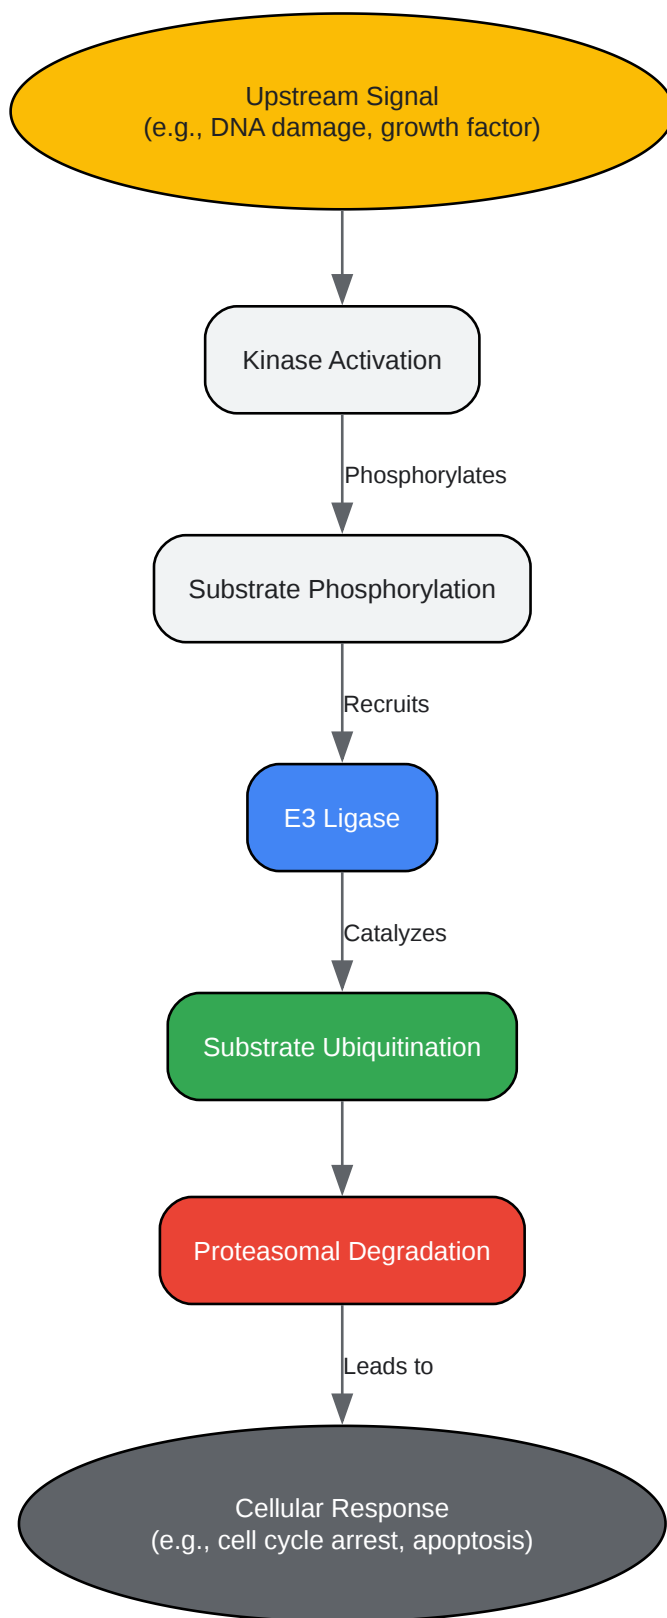 Upstream Signal
(e.g., DNA damage, growth factor)
Kinase Activation
Phosphorylates
Substrate Phosphorylation
Recruits
E3 Ligase
Catalyzes
Substrate Ubiquitination
Proteasomal Degradation
Leads to
Cellular Response
(e.g., cell cycle arrest, apoptosis)